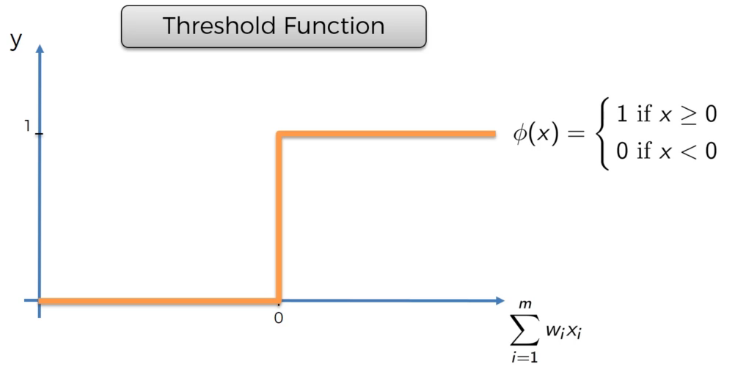 Threshold Function
y
1
ϕ(x) = { 1 if x ≥ 0
0 if x < 0
0
m
∑ wᵢxᵢ
i=1